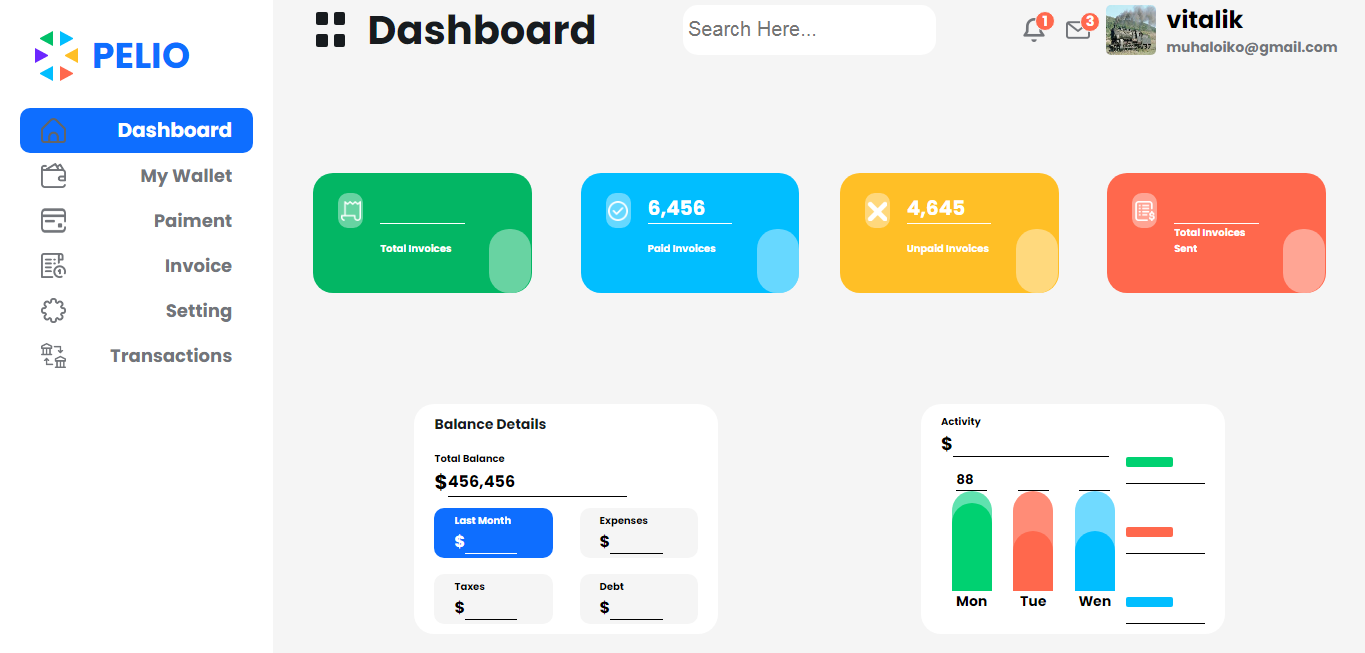 PELIO
Dashboard
My Wallet
Paiment
Invoice
Setting
Transactions
Dashboard
Search Here...
1
3
vitalik
muhaloiko@gmail.com
Total Invoices
6,456
Paid Invoices
4,645
Unpaid Invoices
Total Invoices
Sent
Balance Details
Total Balance
$456,456
Last Month
$
Expenses
$
Taxes
$
Debt
$
Activity
$
88
Mon
Tue
Wen